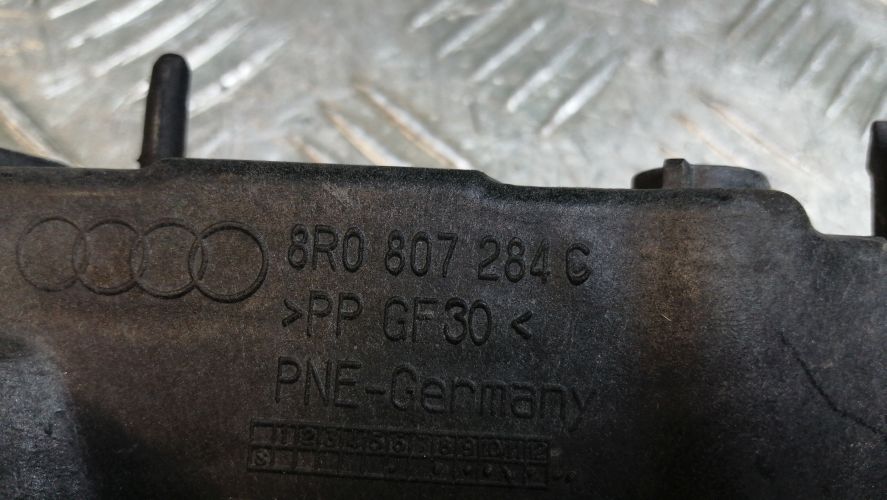 8R0 807 284 C
>PP GF30<
PNE-Germany